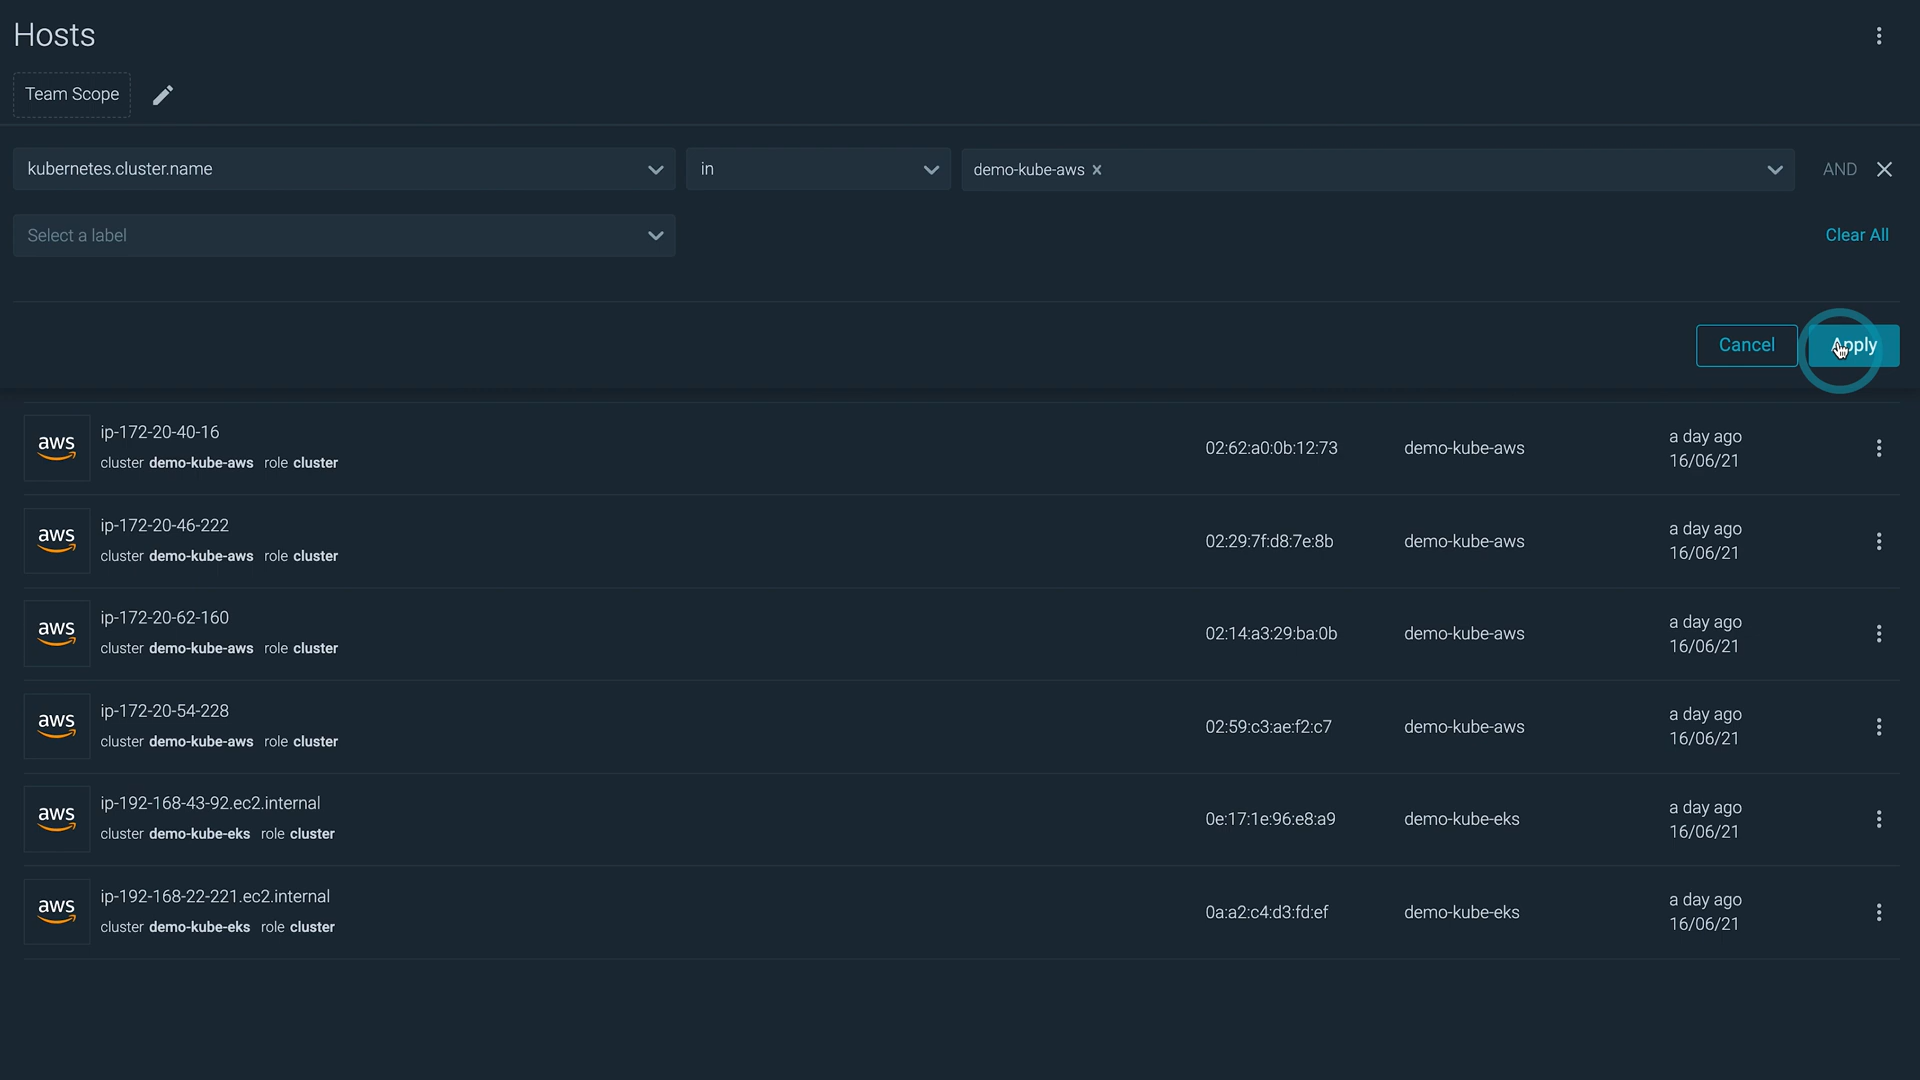 Hosts
Team Scope
kubernetes.cluster.name in demo-kube-aws × AND
Select a label Clear All
Cancel Apply
aws ip-172-20-40-16 02:62:a0:0b:12:73 demo-kube-aws a day ago
cluster demo-kube-aws role cluster 16/06/21
aws ip-172-20-46-222 02:29:7f:d8:7e:8b demo-kube-aws a day ago
cluster demo-kube-aws role cluster 16/06/21
aws ip-172-20-62-160 02:14:a3:29:ba:0b demo-kube-aws a day ago
cluster demo-kube-aws role cluster 16/06/21
aws ip-172-20-54-228 02:59:c3:ae:f2:c7 demo-kube-aws a day ago
cluster demo-kube-aws role cluster 16/06/21
aws ip-192-168-43-92.ec2.internal 0e:17:1e:96:e8:a9 demo-kube-eks a day ago
cluster demo-kube-eks role cluster 16/06/21
aws ip-192-168-22-221.ec2.internal 0a:a2:c4:d3:fd:ef demo-kube-eks a day ago
cluster demo-kube-eks role cluster 16/06/21